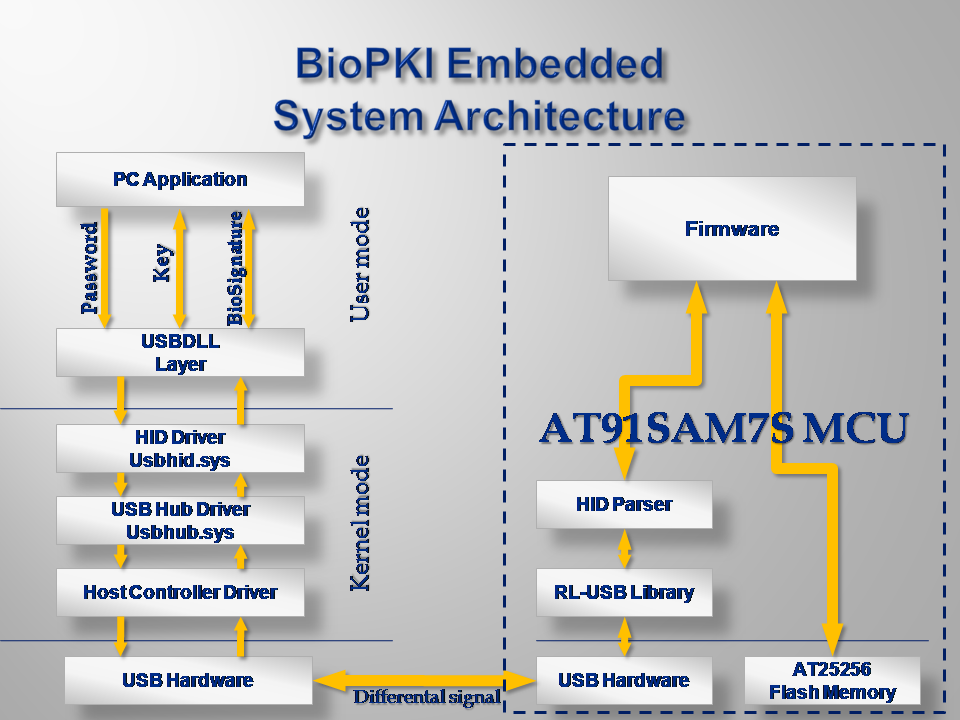 BioPKI Embedded
System Architecture
PC Application
Password
Key
BioSignature
User mode
USBDLL
Layer
HID Driver
Usbhid.sys
USB Hub Driver
Usbhub.sys
Kernel mode
Host Controller Driver
USB Hardware
Differental signal
Firmware
AT91SAM7S MCU
HID Parser
RL-USB Library
USB Hardware
AT25256
Flash Memory